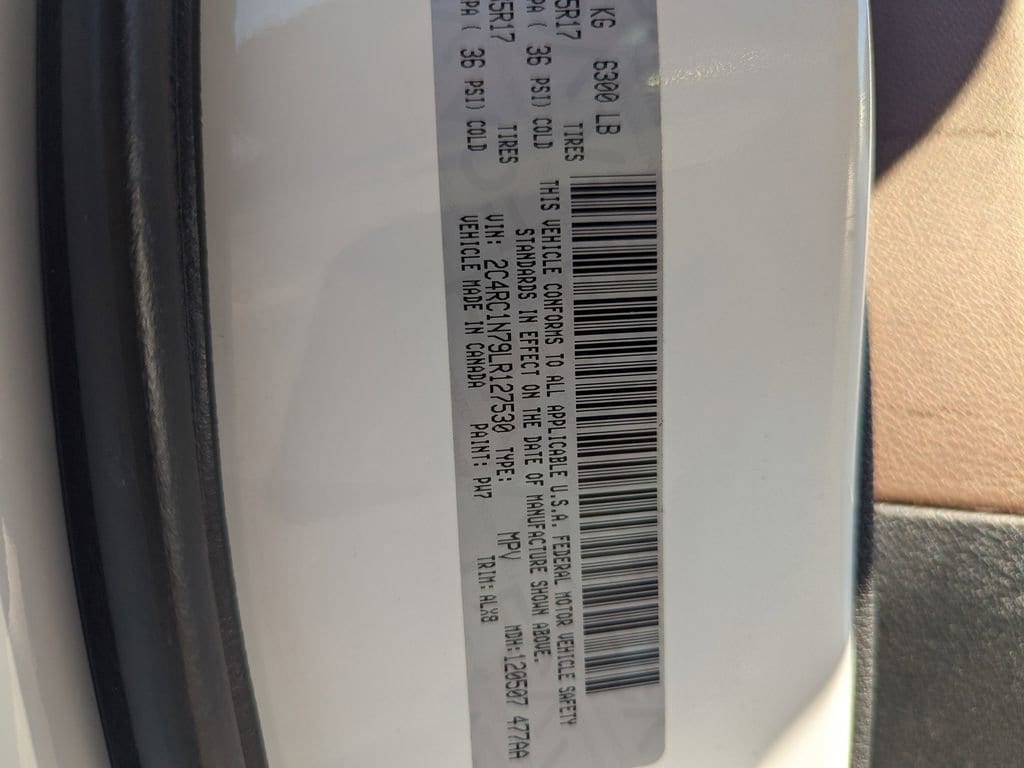 KG 6300 LB
5R17 TIRES
PA ( 36 PSI) COLD
5R17 TIRES
PA ( 36 PSI) COLD
THIS VEHICLE CONFORMS TO ALL APPLICABLE U.S.A. FEDERAL MOTOR VEHICLE SAFETY
STANDARDS IN EFFECT ON THE DATE OF MANUFACTURE SHOWN ABOVE.
VIN: 2C4RC1N79LR127530 TYPE: MPV MDH:120507 477AA
VEHICLE MADE IN CANADA PAINT: PW7 TRIM:ALX8